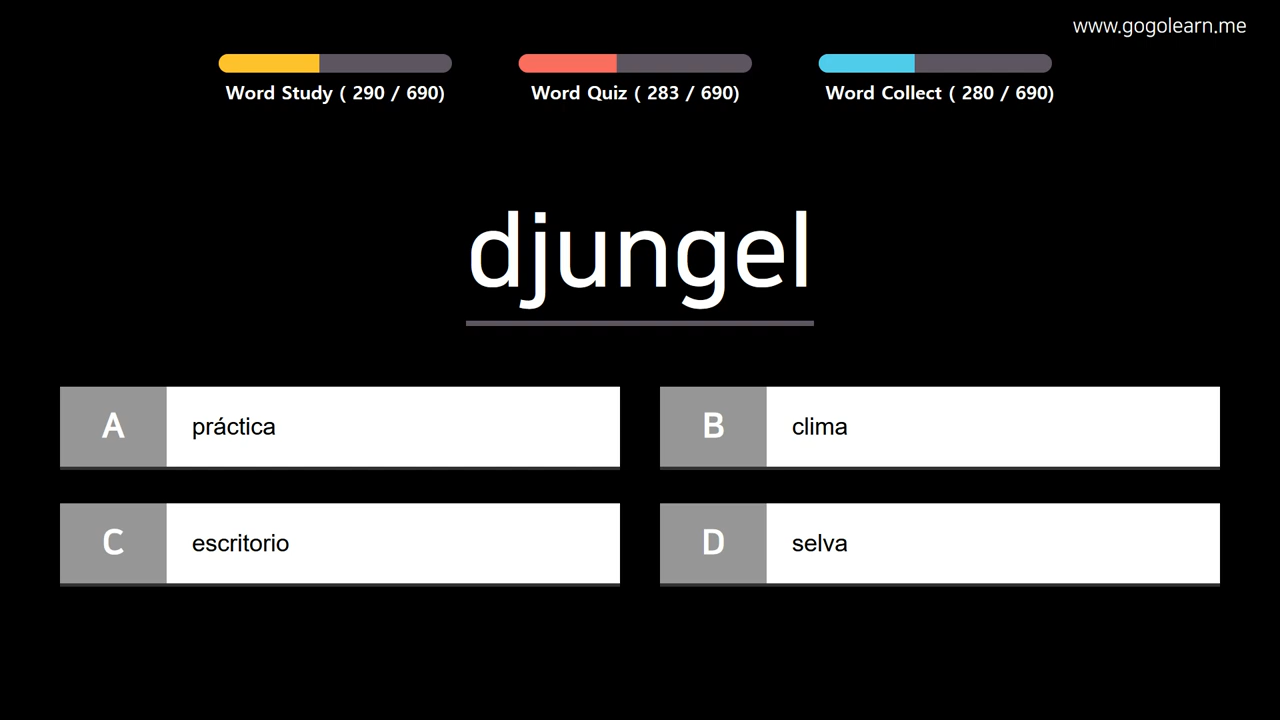 www.gogolearn.me
Word Study ( 290 / 690)
Word Quiz ( 283 / 690)
Word Collect ( 280 / 690)
djungel
A práctica
B clima
C escritorio
D selva